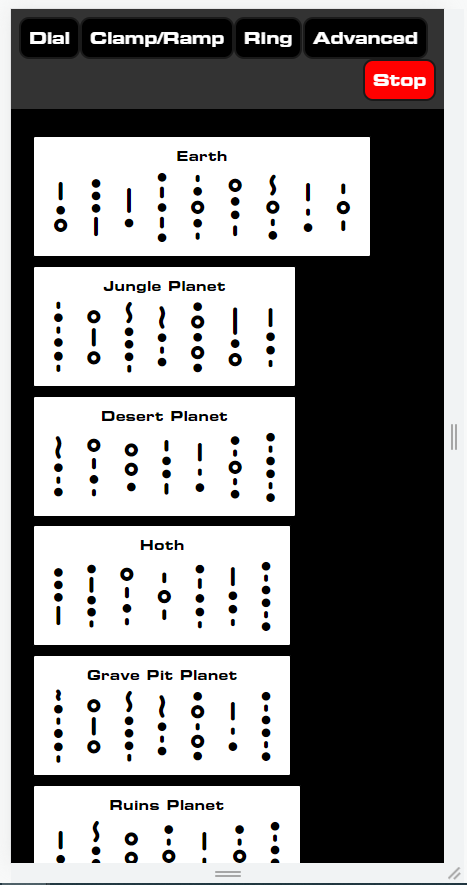 Dial Clamp/Ramp Ring Advanced
Stop
Earth
Jungle Planet
Desert Planet
Hoth
Grave Pit Planet
Ruins Planet